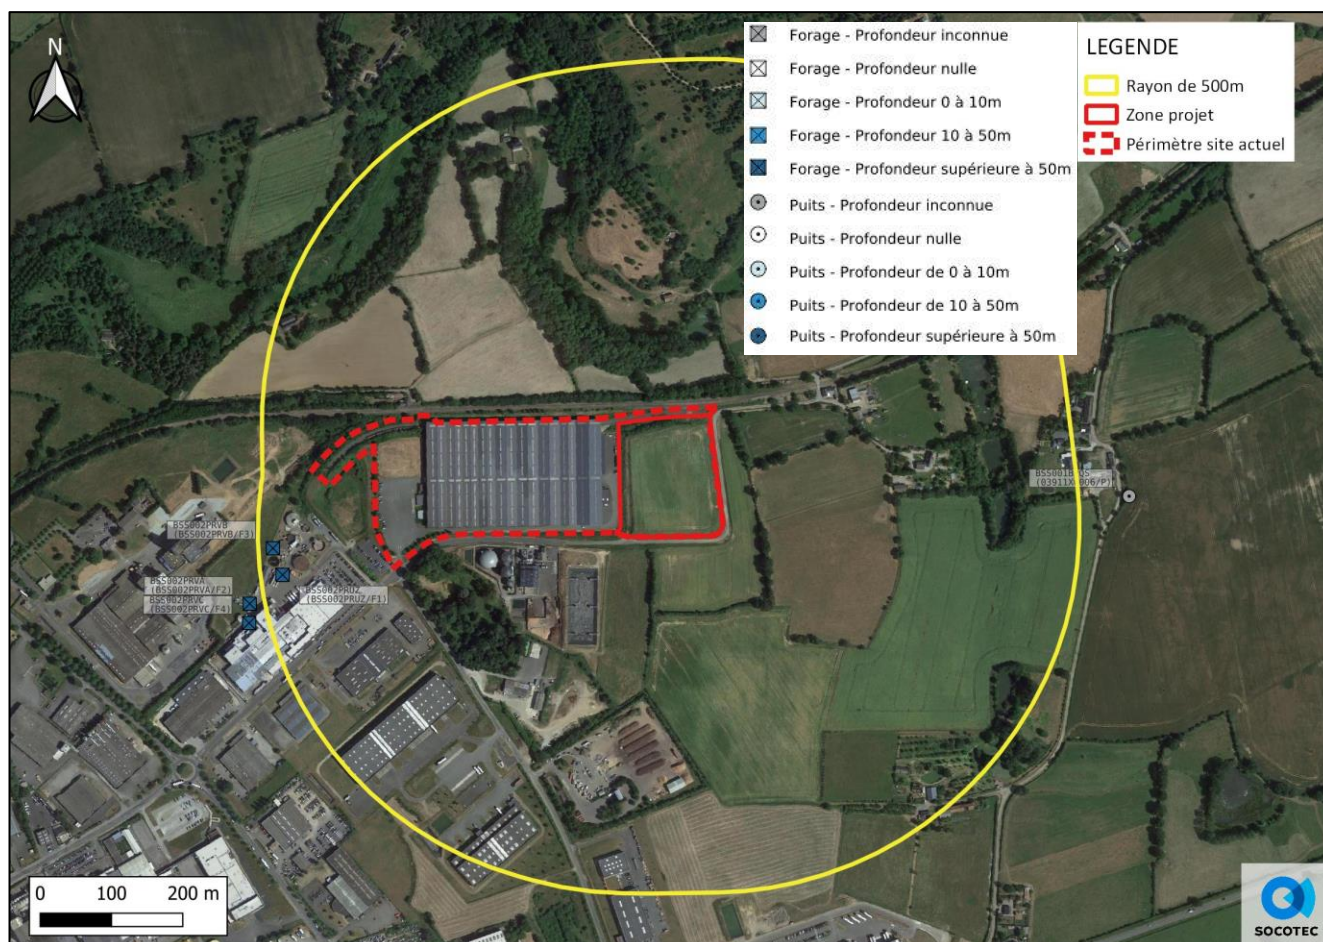 N
Forage - Profondeur inconnue
Forage - Profondeur nulle
Forage - Profondeur 0 à 10m
Forage - Profondeur 10 à 50m
Forage - Profondeur supérieure à 50m
Puits - Profondeur inconnue
Puits - Profondeur nulle
Puits - Profondeur de 0 à 10m
Puits - Profondeur de 10 à 50m
Puits - Profondeur supérieure à 50m
LEGENDE
Rayon de 500m
Zone projet
Périmètre site actuel
BSS002PRVB
(BSS002PRVB/F3)
BSS002PRVA
(BSS002PRVA/F2)
BSS002PRVC
(BSS002PRVC/F4)
BSS002PRUZ
(BSS002PRUZ/F1)
0 100 200 m
SOCOTEC